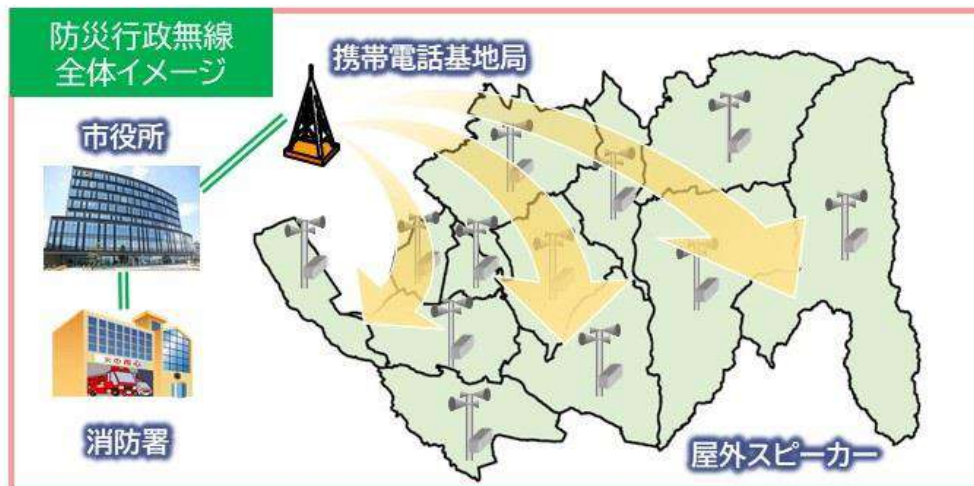 防災行政無線
全体イメージ
携帯電話基地局
市役所
消防署
屋外スピーカー